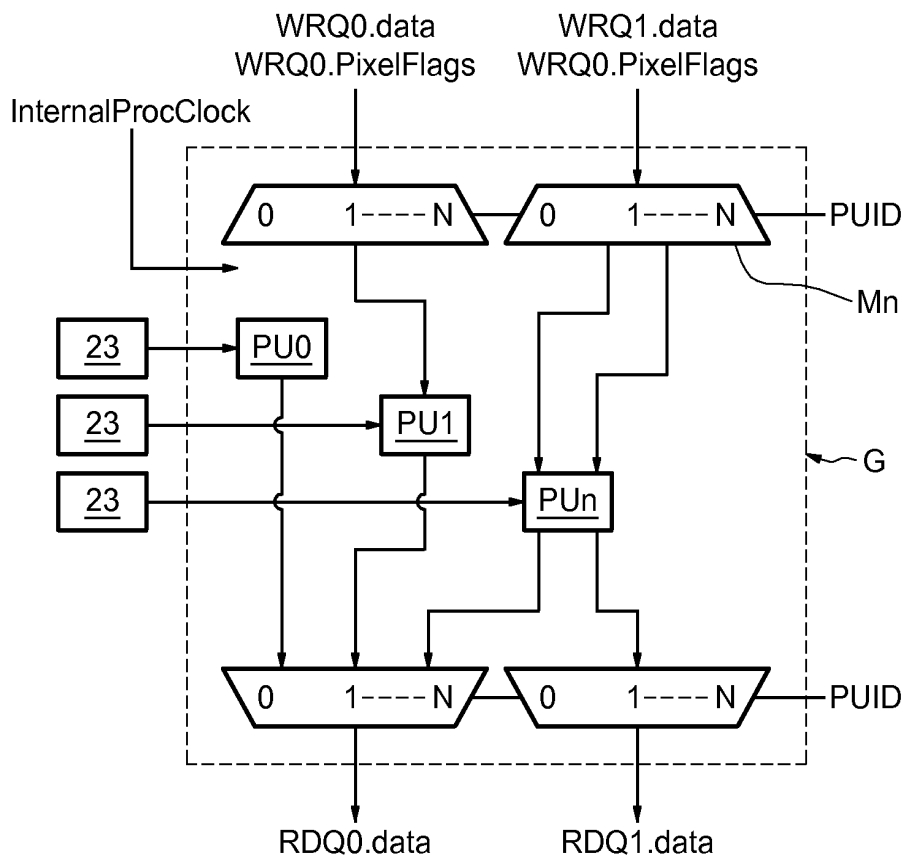 WRQ0.data
WRQ0.PixelFlags
WRQ1.data
WRQ0.PixelFlags
InternalProcClock
0 1 ---- N
0 1 ---- N
PUID
Mn
23
PU0
23
PU1
G
23
PUn
0 1 ---- N
0 1 ---- N
PUID
RDQ0.data
RDQ1.data